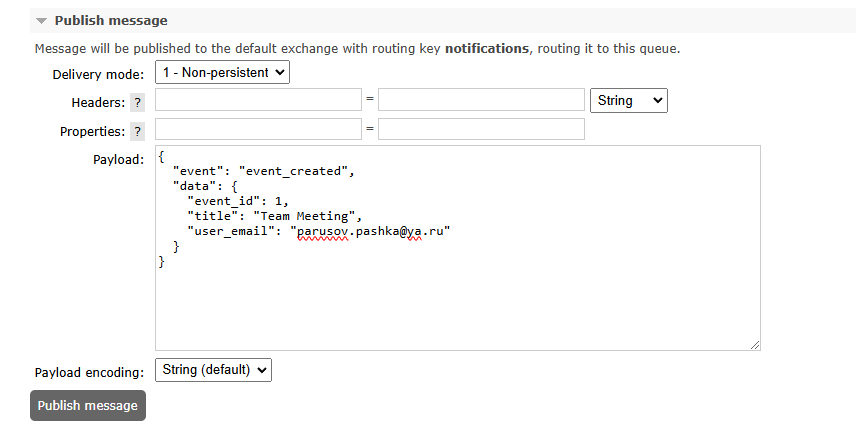 Publish message
Message will be published to the default exchange with routing key notifications, routing it to this queue.
Delivery mode: 1 - Non-persistent
Headers: ? = String
Properties: ? =
Payload: {
"event": "event_created",
"data": {
"event_id": 1,
"title": "Team Meeting",
"user_email": "parusov.pashka@ya.ru"
}
}
Payload encoding: String (default)
Publish message